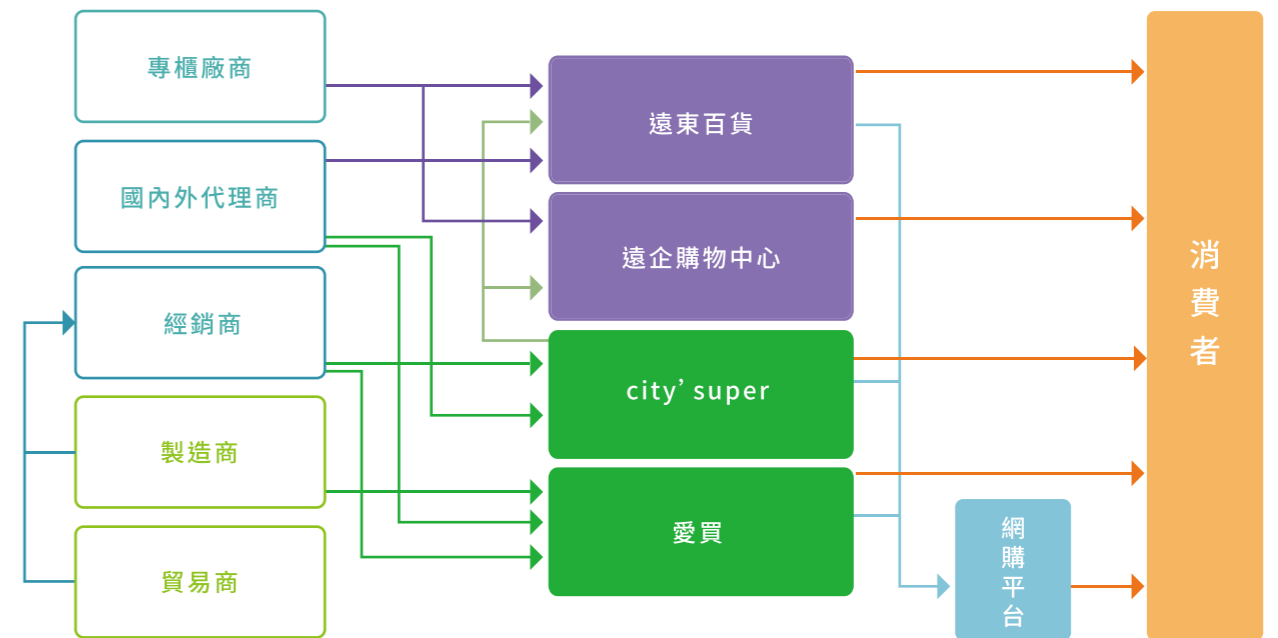 專櫃廠商
國內外代理商
經銷商
製造商
貿易商
遠東百貨
遠企購物中心
city’super
愛買
網購平台
消費者